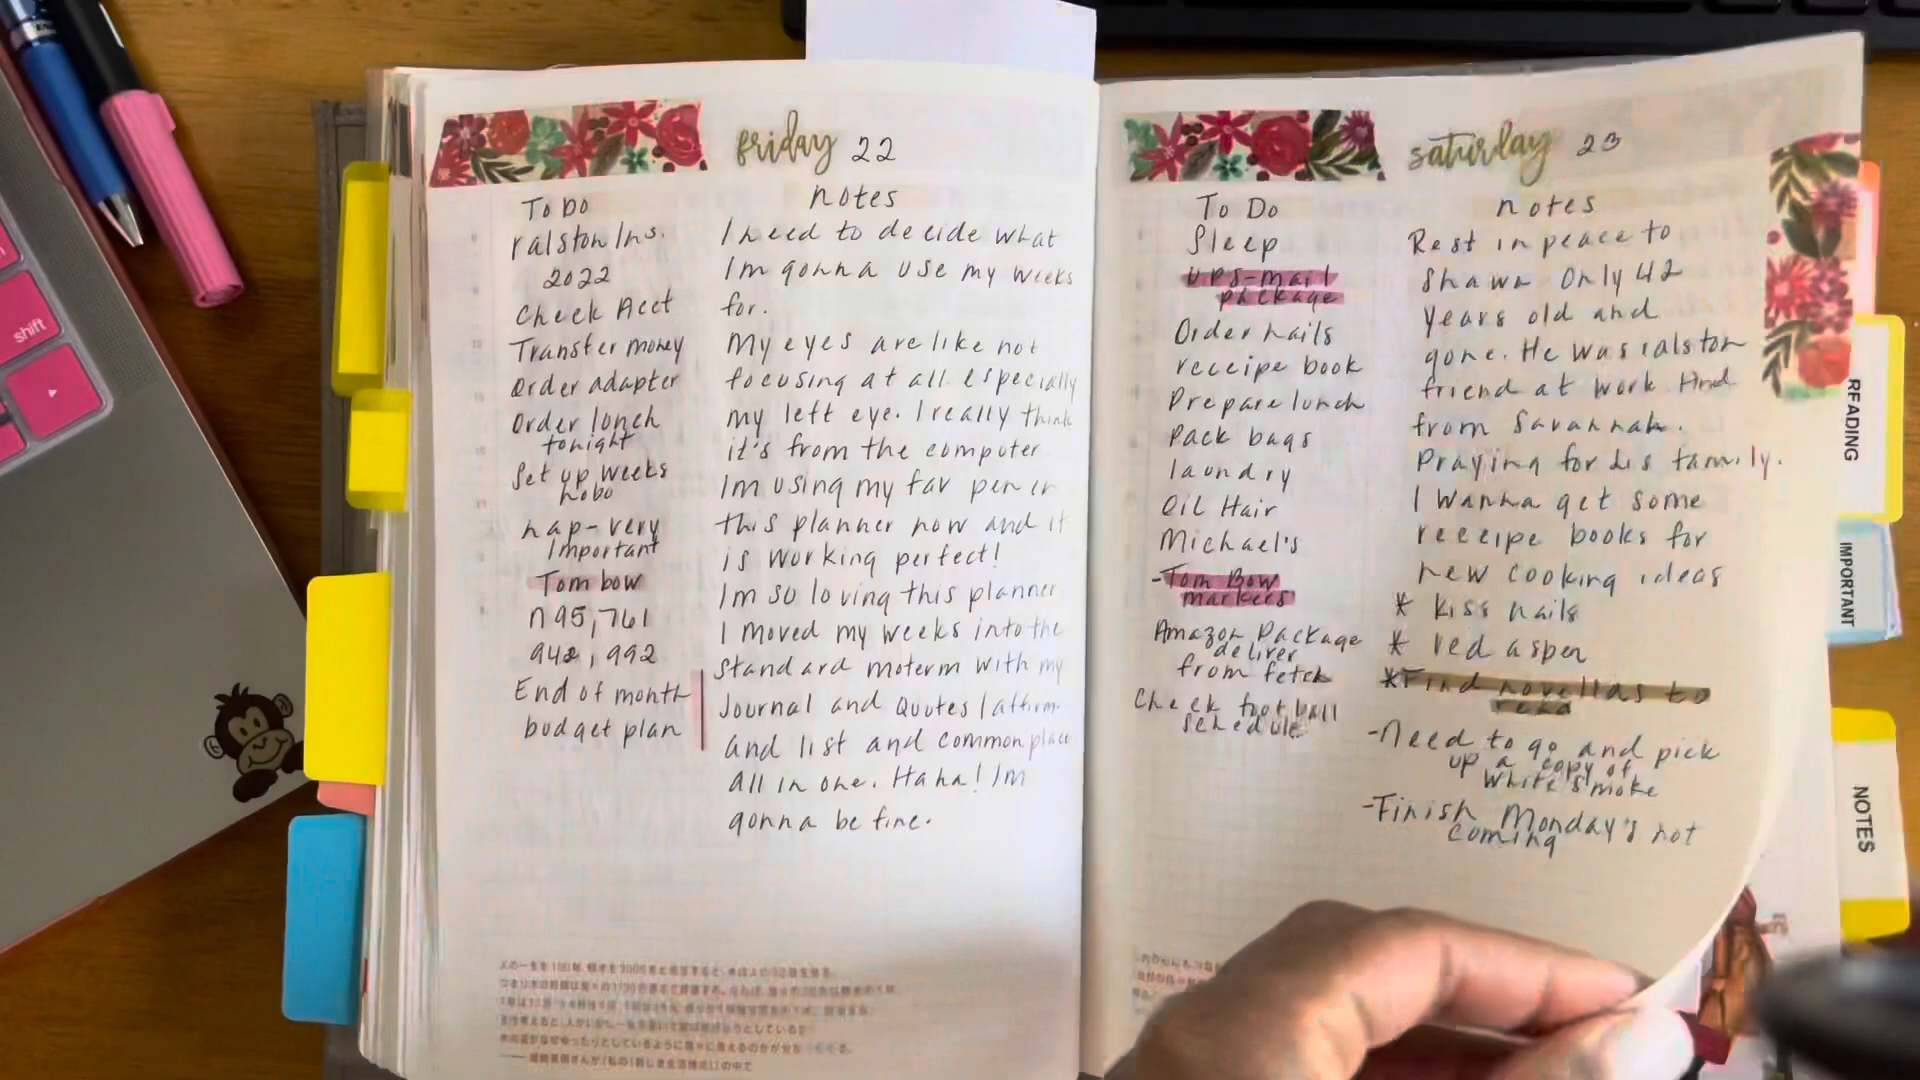 shift
friday 22
To Do
ralston Ins.
2022
Check Acct
Transfer money
Order adapter
Order lunch
tonight
Set up weeks
hobo
nap-very
Important
Tom bow
n95,761
942,992
End of month
budget plan
notes
I need to decide what
Im gonna use my weeks
for.
My eyes are like not
focusing at all. especially
my left eye. I really think
it's from the computer
Im using my fav pen in
this planner now and it
is working perfect!
Im so loving this planner
I moved my weeks into the
standard moterm with my
Journal and Quotes/affirm.
and list and common place
all in one. Haha! Im
gonna be fine.
saturday 23
To Do
Sleep
UPS-mail
package
Order nails
receipe book
Prepare lunch
Pack bags
laundry
Oil Hair
Michael's
-Tom Bow
markers
Amazon Package
deliver
from fetch
Check football
schedule
notes
Rest in peace to
Shawn Only 42
years old and
gone. He was ralston
friend at work. And
from Savannah.
Praying for his family.
I wanna get some
receipe books for
new cooking ideas
* kiss nails
* red aspen
*Find novellas to
read
-Need to go and pick
up a copy of
White Smoke
-Finish Monday's not
coming
READING
IMPORTANT
NOTES